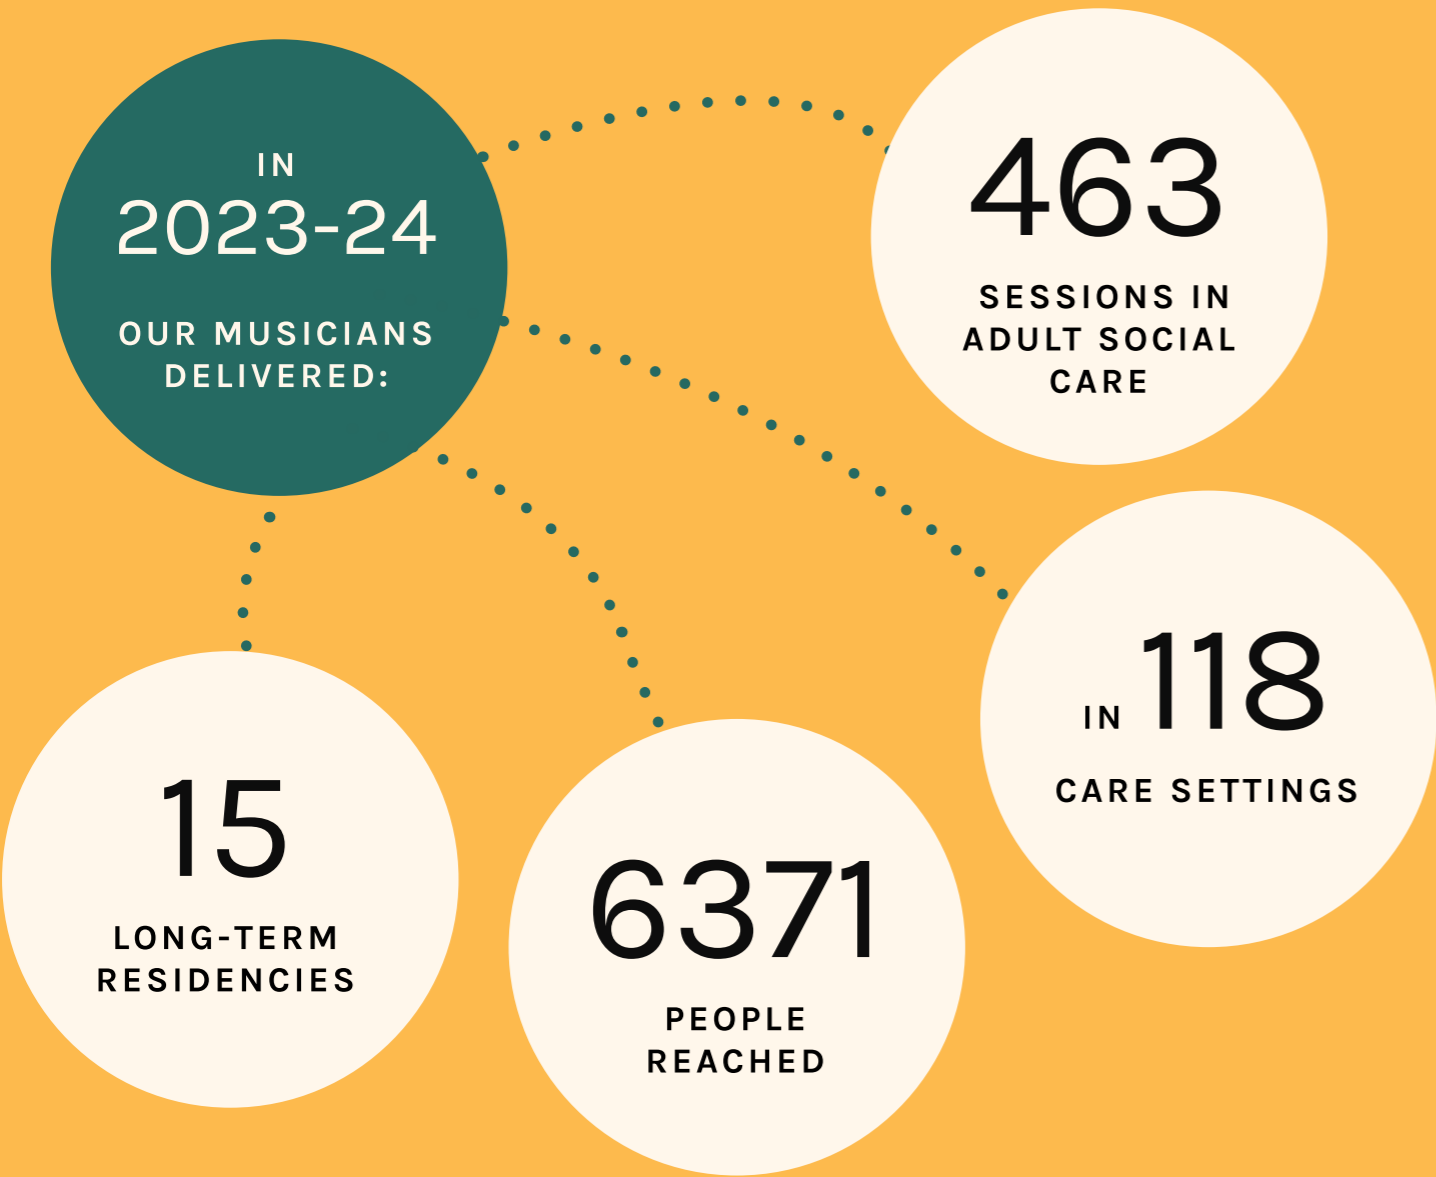 IN
2023-24
OUR MUSICIANS
DELIVERED:
463
SESSIONS IN
ADULT SOCIAL
CARE
IN 118
CARE SETTINGS
15
LONG-TERM
RESIDENCIES
6371
PEOPLE
REACHED